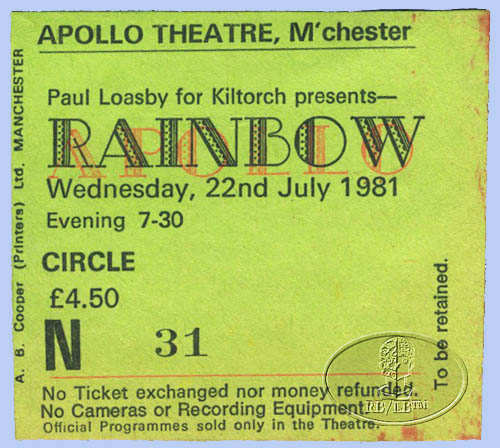 APOLLO THEATRE, M'chester
Paul Loasby for Kiltorch presents—
RAINBOW
APOLLO
Wednesday, 22nd July 1981
Evening 7-30
CIRCLE
£4.50
N 31
No Ticket exchanged nor money refunded.
No Cameras or Recording Equipment.
Official Programmes sold only in the Theatre.
To be retained.
A. B. Cooper (Printers) Ltd. MANCHESTER
RB/LB™